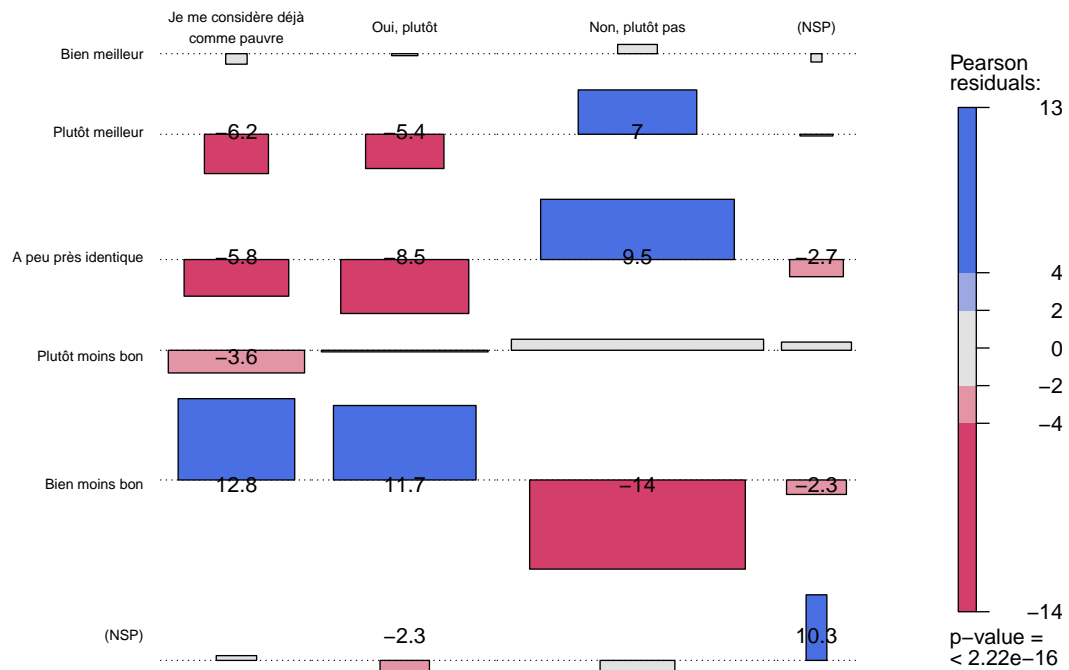 Je me considère déjà
comme pauvre
Oui, plutôt
Non, plutôt pas
(NSP)
Bien meilleur
Plutôt meilleur
−6.2
−5.4
7
A peu près identique
−5.8
−8.5
9.5
−2.7
Plutôt moins bon
−3.6
Bien moins bon
12.8
11.7
−14
−2.3
(NSP)
−2.3
10.3
Pearson
residuals:
13
4
2
0
−2
−4
−14
p−value =
< 2.22e−16